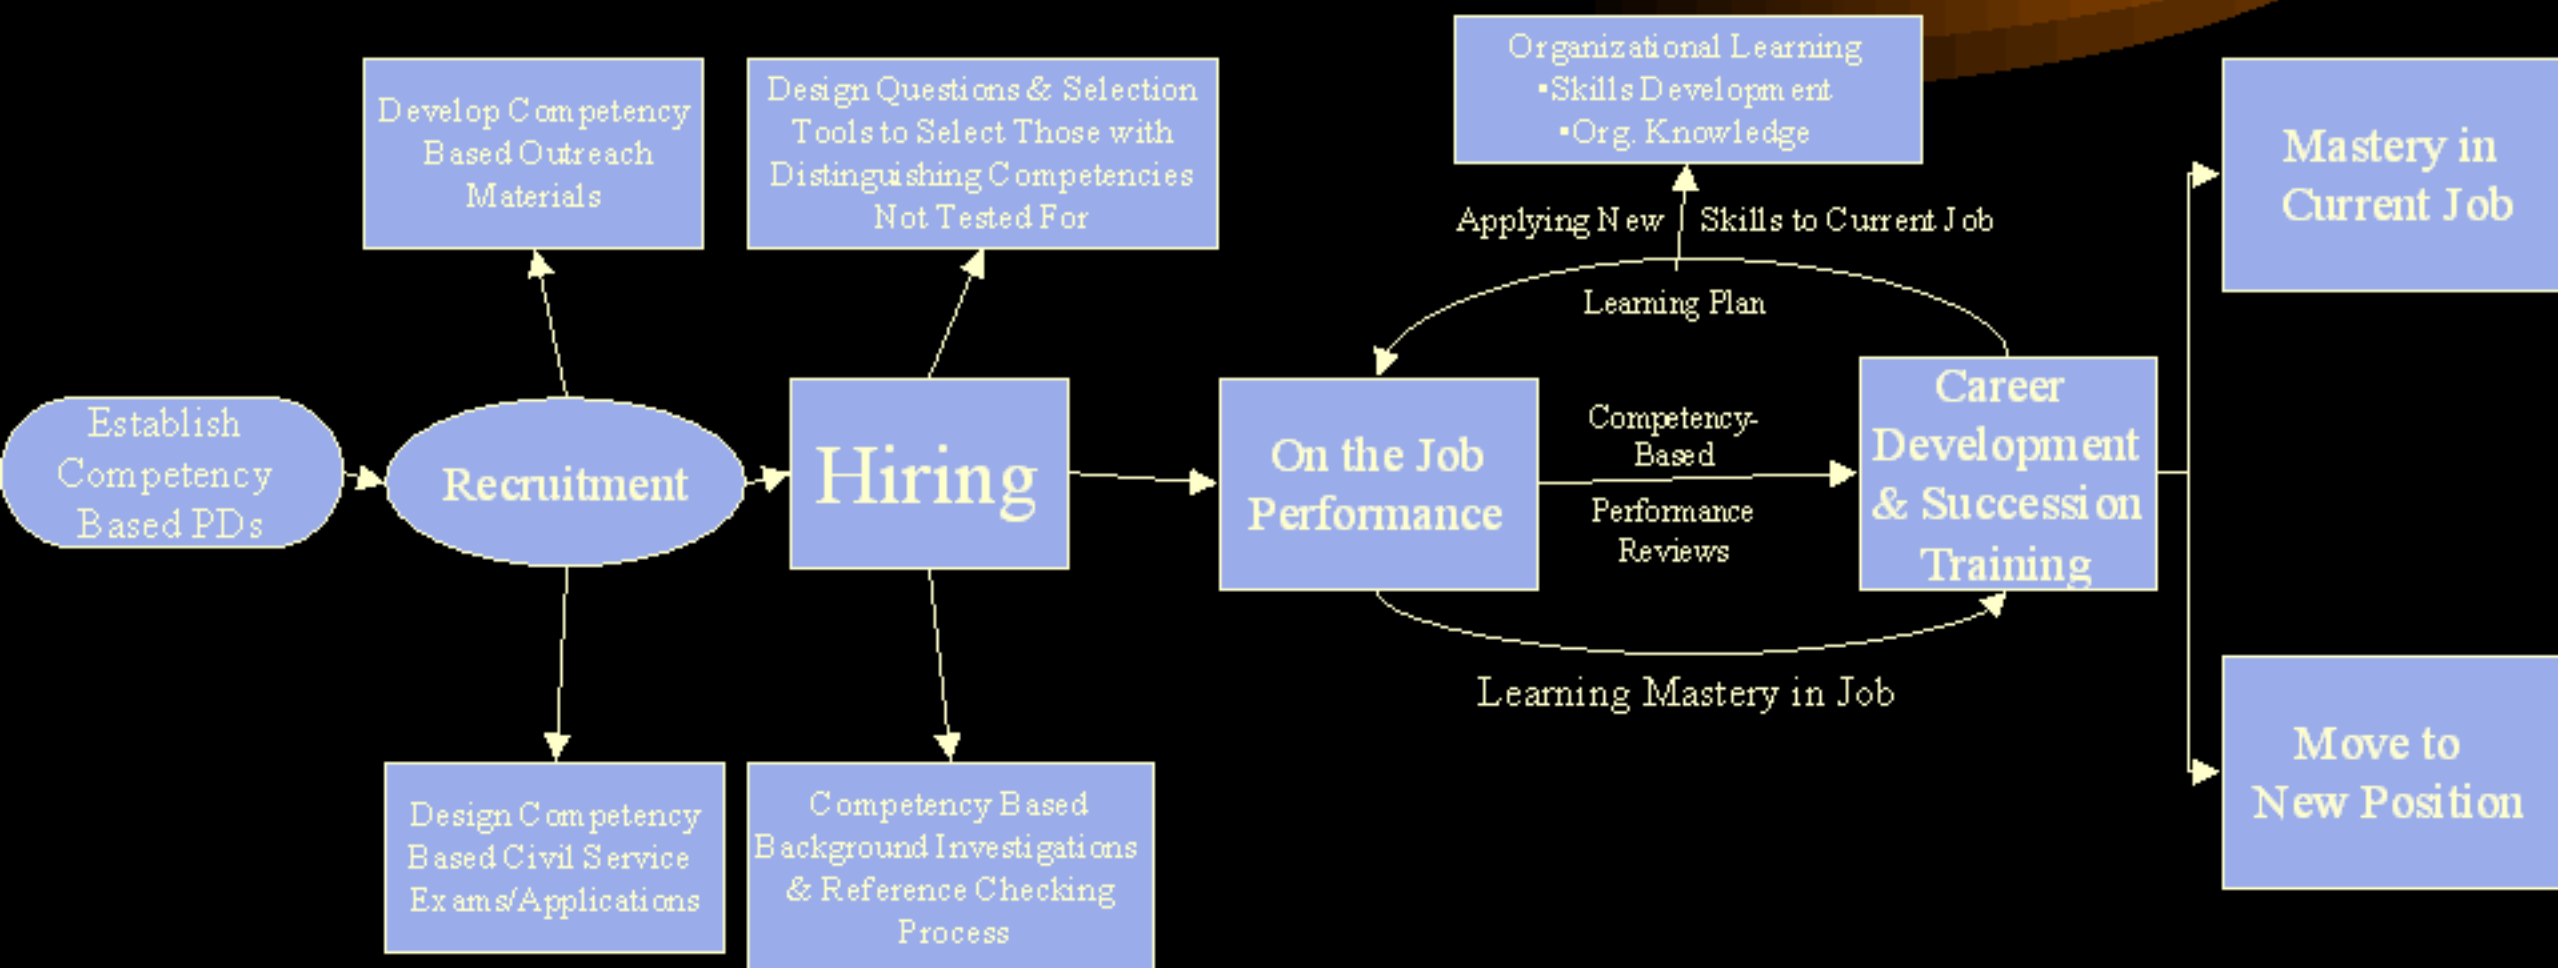 Develop Competency
Based Outreach
Materials
Design Questions & Selection
Tools to Select Those with
Distinguishing Competencies
Not Tested For
Organizational Learning
▪Skills Development
▪Org. Knowledge
Applying New Skills to Current Job
Learning Plan
Mastery in
Current Job
Establish
Competency
Based PDs
Recruitment
Hiring
On the Job
Performance
Competency-
Based
Performance
Reviews
Career
Development
& Succession
Training
Learning Mastery in Job
Design Competency
Based Civil Service
Exams/Applications
Competency Based
Background Investigations
& Reference Checking
Process
Move to
New Position